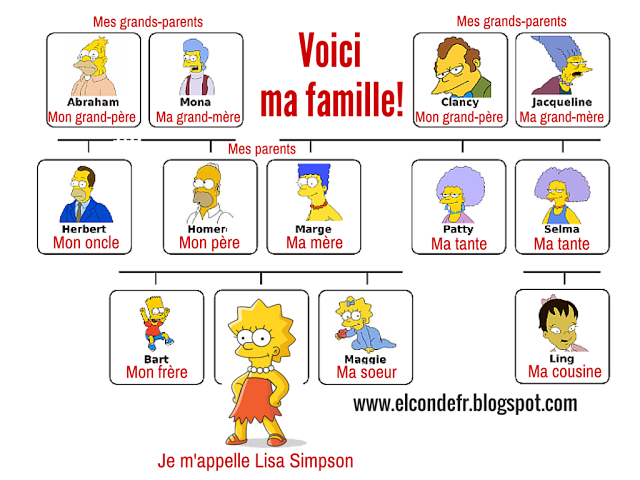 Mes grands-parents
Mes grands-parents
Voici
ma famille!
Abraham
Mon grand-père
Mona
Ma grand-mère
Clancy
Mon grand-père
Jacqueline
Ma grand-mère
Mes parents
Herbert
Mon oncle
Homer
Mon père
Marge
Ma mère
Patty
Ma tante
Selma
Ma tante
Bart
Mon frère
Maggie
Ma soeur
Ling
Ma cousine
www.elcondefr.blogspot.com
Je m'appelle Lisa Simpson